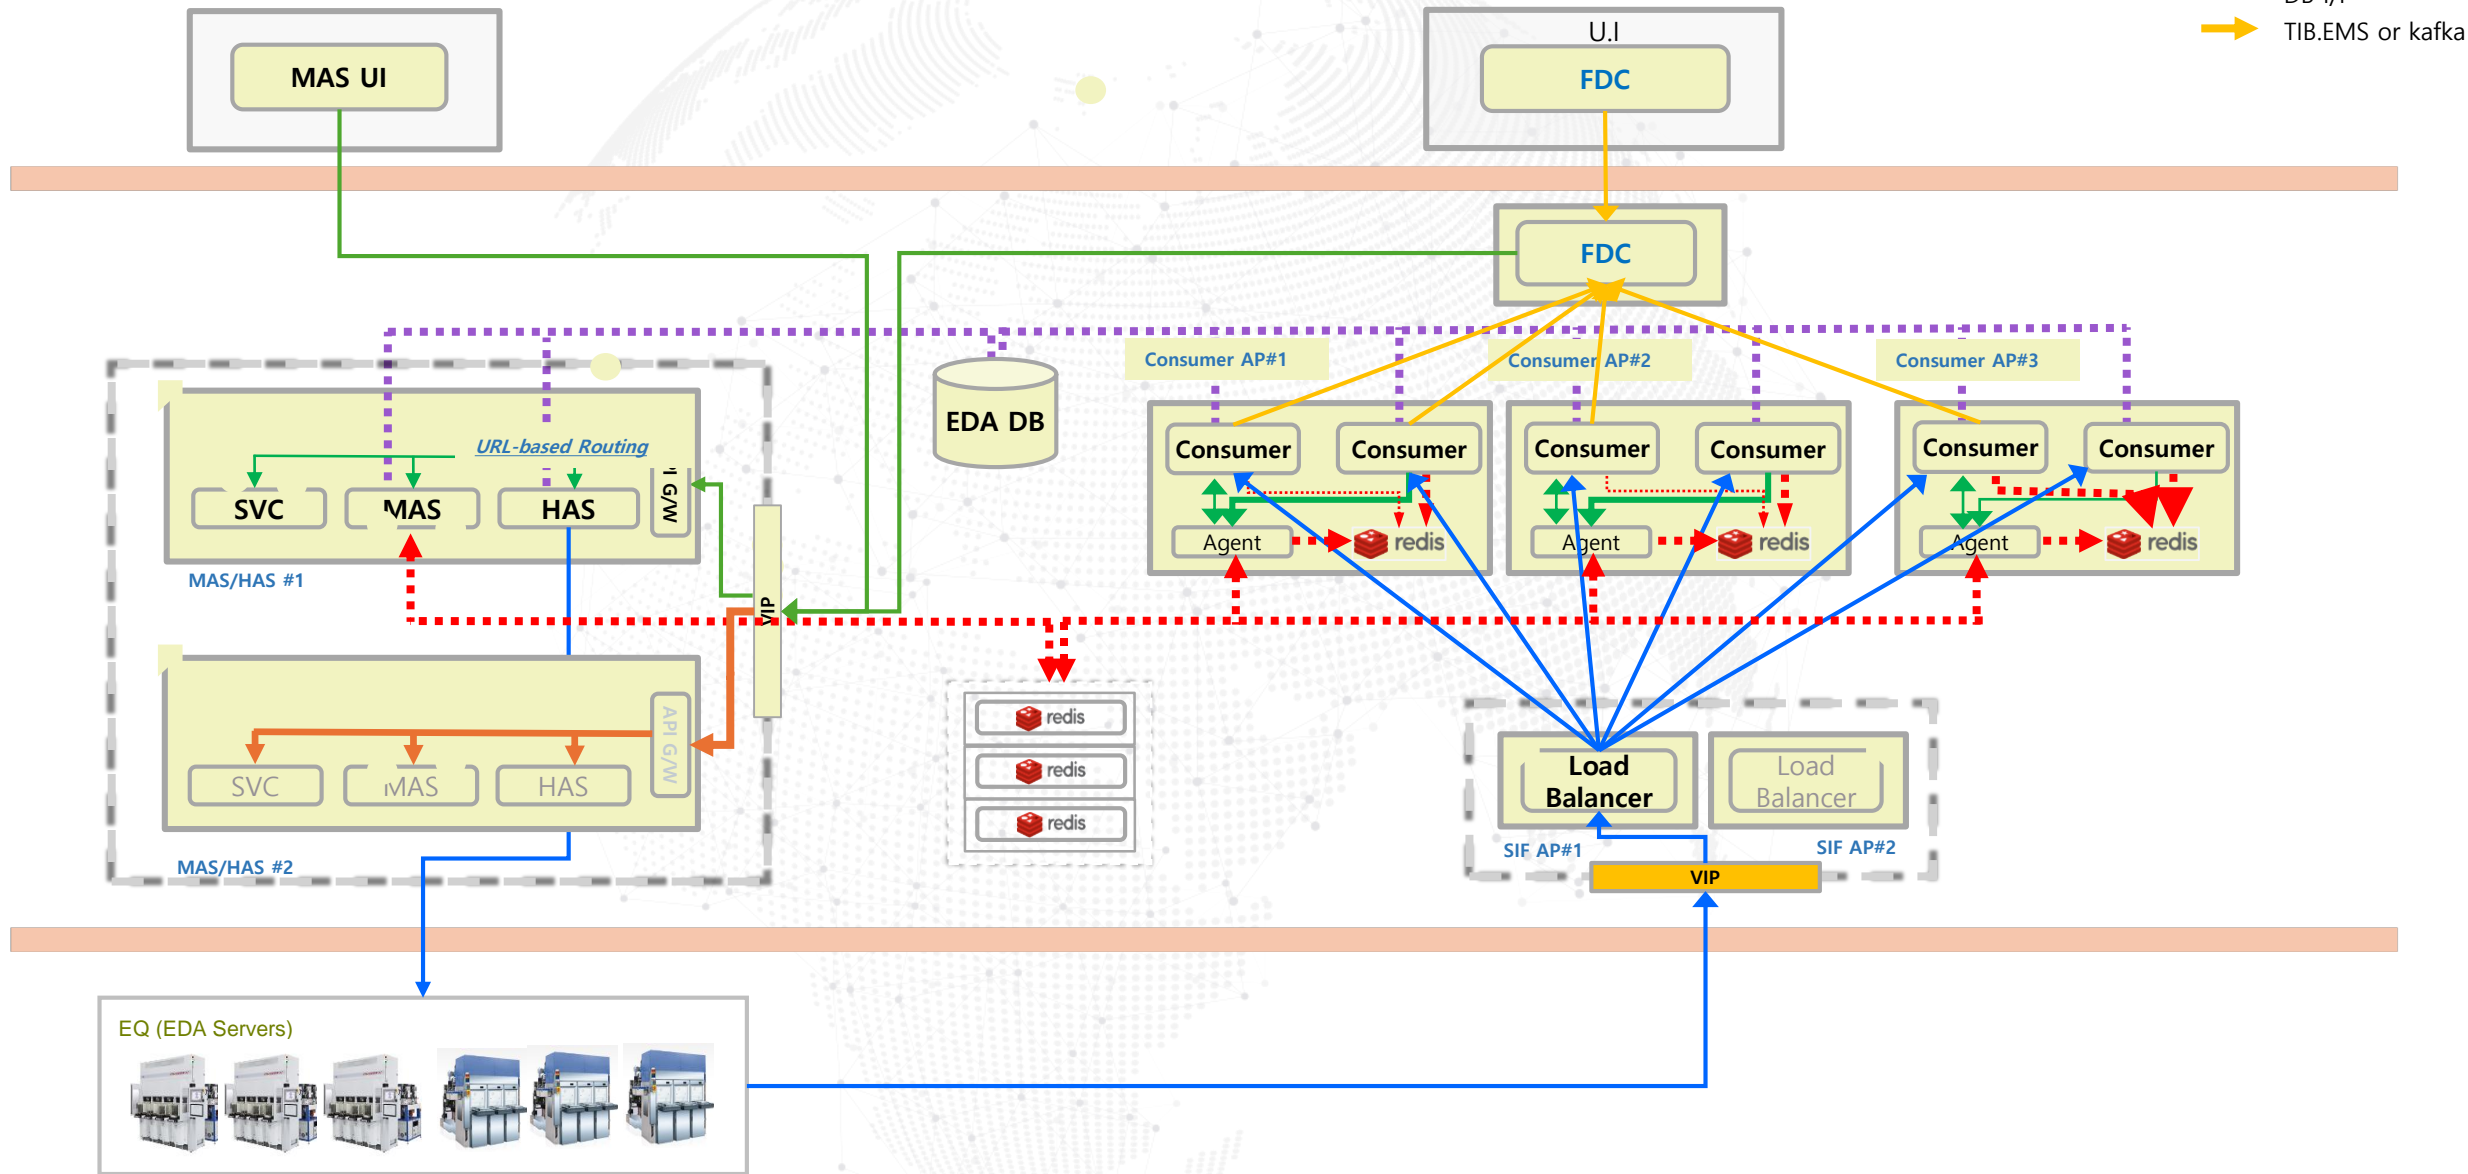 DB I/F
TIB.EMS or kafka
U.I
MAS UI
FDC
FDC
Consumer AP#1
Consumer AP#2
Consumer AP#3
EDA DB
URL-based Routing
SVC
MAS
HAS
G/W
MAS/HAS #1
VIP
Consumer
Consumer
Agent
redis
Consumer
Consumer
Agent
redis
Consumer
Consumer
Agent
redis
API G/W
SVC
MAS
HAS
MAS/HAS #2
redis
redis
redis
Load
Balancer
Load
Balancer
SIF AP#1
SIF AP#2
VIP
EQ (EDA Servers)